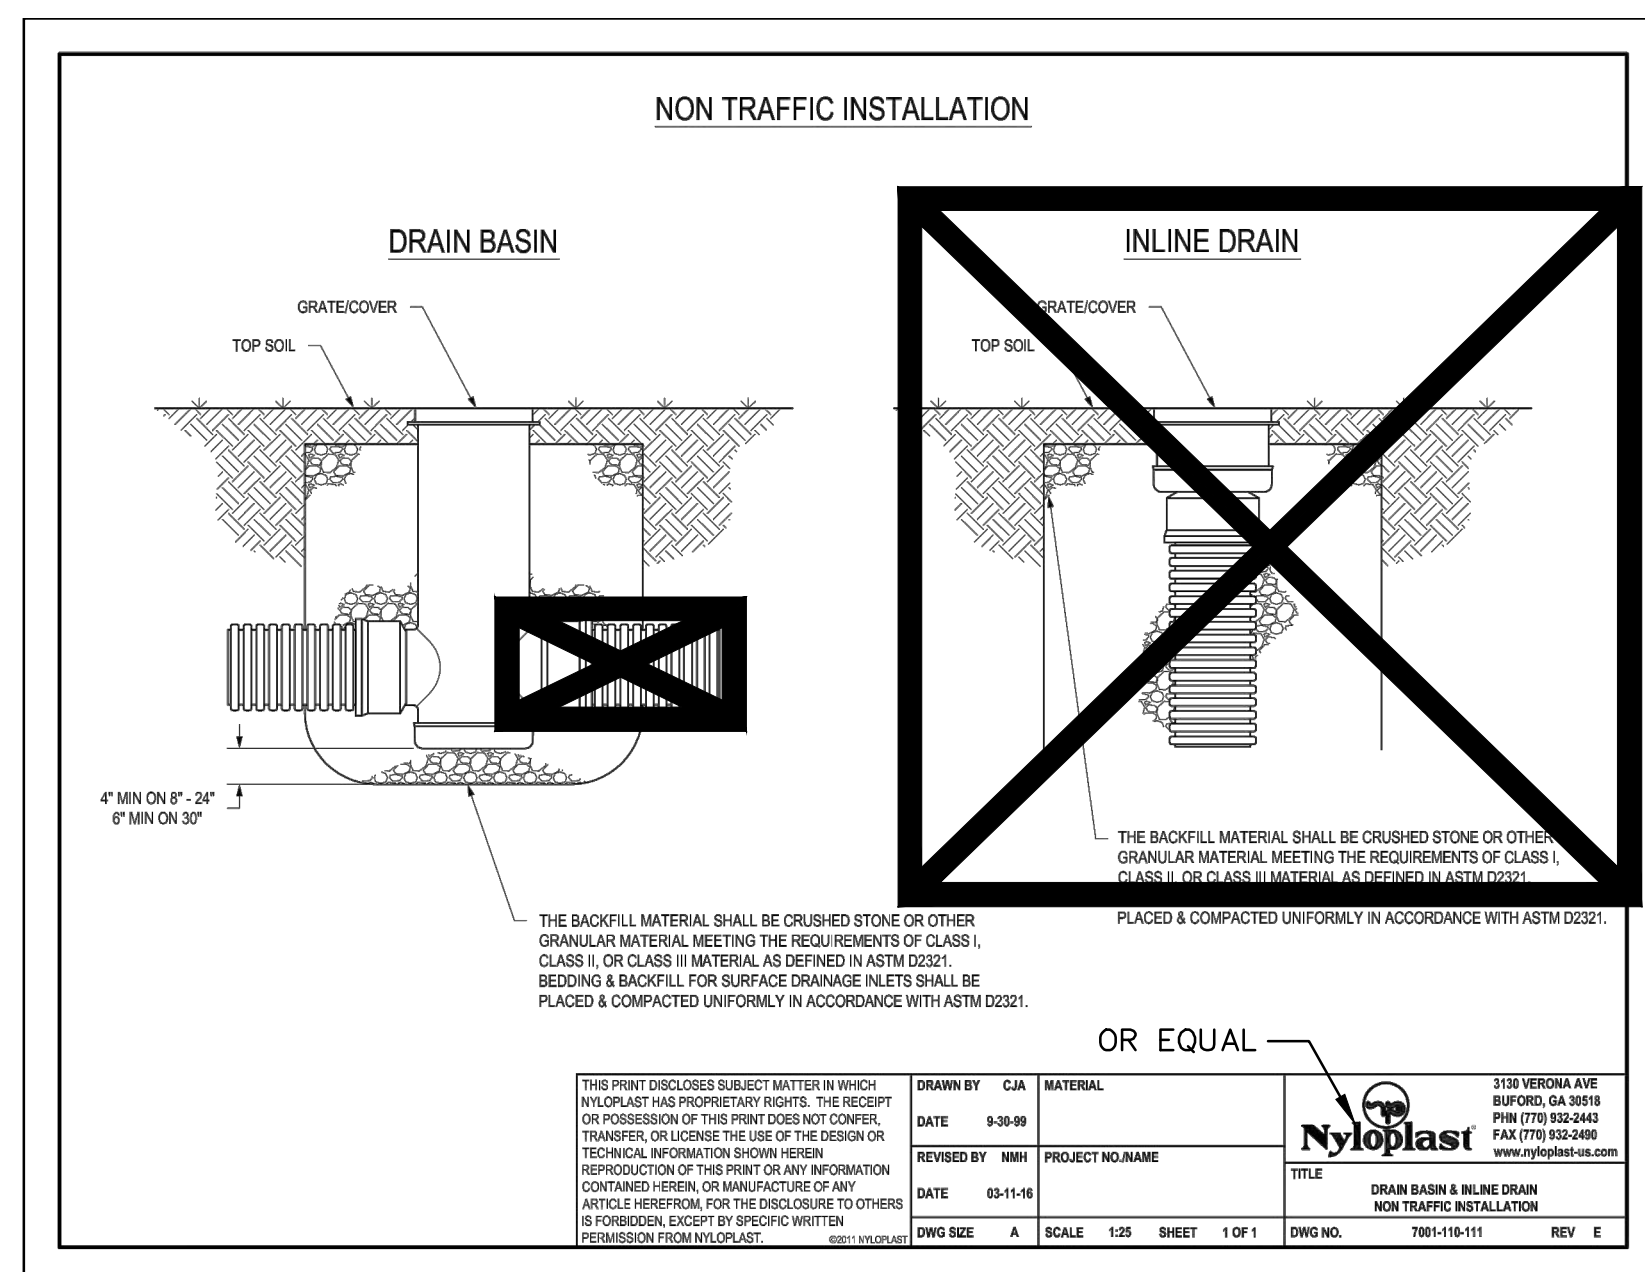 NON TRAFFIC INSTALLATION
DRAIN BASIN
GRATE/COVER
TOP SOIL
4" MIN ON 8" - 24"
6" MIN ON 30"
THE BACKFILL MATERIAL SHALL BE CRUSHED STONE OR OTHER
GRANULAR MATERIAL MEETING THE REQUIREMENTS OF CLASS I,
CLASS II, OR CLASS III MATERIAL AS DEFINED IN ASTM D2321.
BEDDING & BACKFILL FOR SURFACE DRAINAGE INLETS SHALL BE
PLACED & COMPACTED UNIFORMLY IN ACCORDANCE WITH ASTM D2321.
INLINE DRAIN
GRATE/COVER
TOP SOIL
THE BACKFILL MATERIAL SHALL BE CRUSHED STONE OR OTHER
GRANULAR MATERIAL MEETING THE REQUIREMENTS OF CLASS I,
CLASS II, OR CLASS III MATERIAL AS DEFINED IN ASTM D2321.
PLACED & COMPACTED UNIFORMLY IN ACCORDANCE WITH ASTM D2321.
OR EQUAL
THIS PRINT DISCLOSES SUBJECT MATTER IN WHICH
NYLOPLAST HAS PROPRIETARY RIGHTS. THE RECEIPT
OR POSSESSION OF THIS PRINT DOES NOT CONFER,
TRANSFER, OR LICENSE THE USE OF THE DESIGN OR
TECHNICAL INFORMATION SHOWN HEREIN
REPRODUCTION OF THIS PRINT OR ANY INFORMATION
CONTAINED HEREIN, OR MANUFACTURE OF ANY
ARTICLE HEREFROM, FOR THE DISCLOSURE TO OTHERS
IS FORBIDDEN, EXCEPT BY SPECIFIC WRITTEN
PERMISSION FROM NYLOPLAST.
©2011 NYLOPLAST
DRAWN BY CJA
DATE 9-30-99
REVISED BY NMH
DATE 03-11-16
DWG SIZE A
MATERIAL
PROJECT NO./NAME
SCALE 1:25 SHEET 1 OF 1
Nyloplast®
3130 VERONA AVE
BUFORD, GA 30518
PHN (770) 932-2443
FAX (770) 932-2490
www.nyloplast-us.com
TITLE
DRAIN BASIN & INLINE DRAIN
NON TRAFFIC INSTALLATION
DWG NO. 7001-110-111 REV E